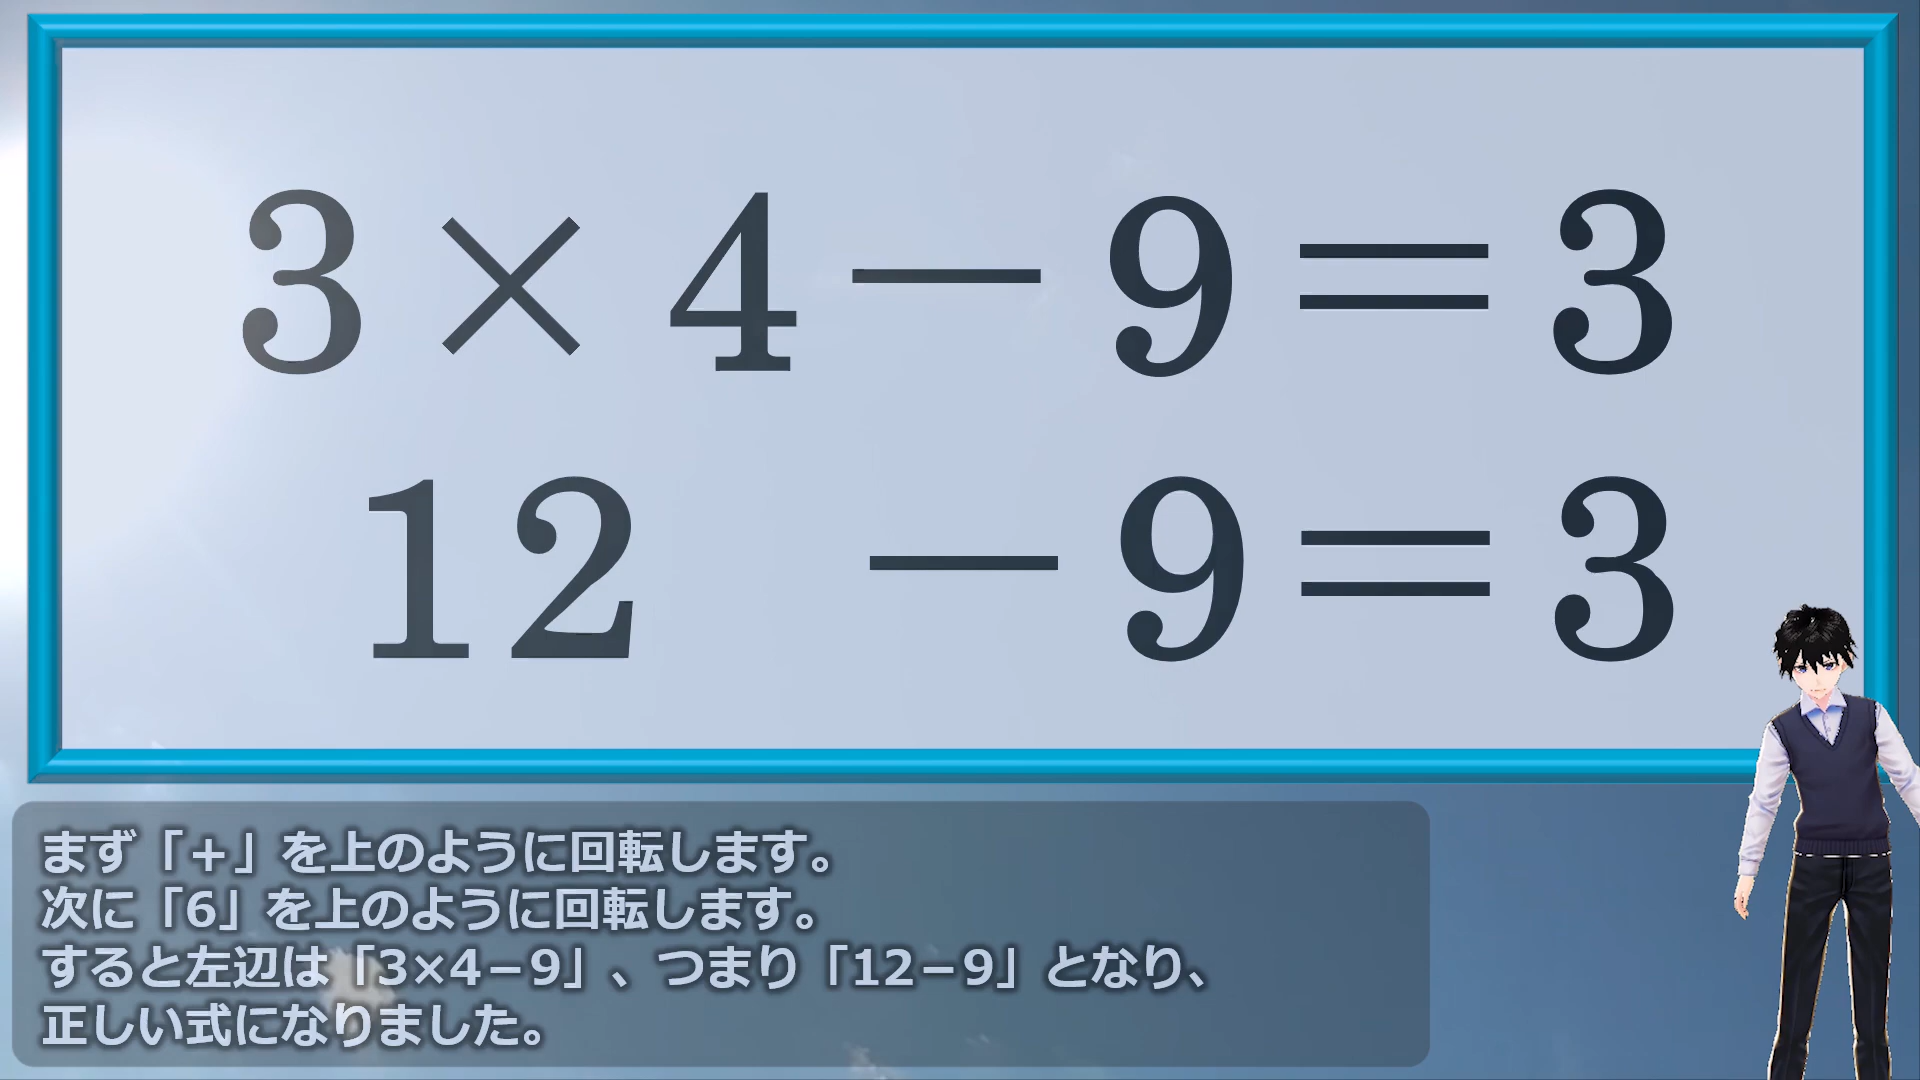 3×4－9＝3
12－9＝3
まず「＋」を上のように回転します。
次に「6」を上のように回転します。
すると左辺は「3×4－9」、つまり「12－9」となり、
正しい式になりました。